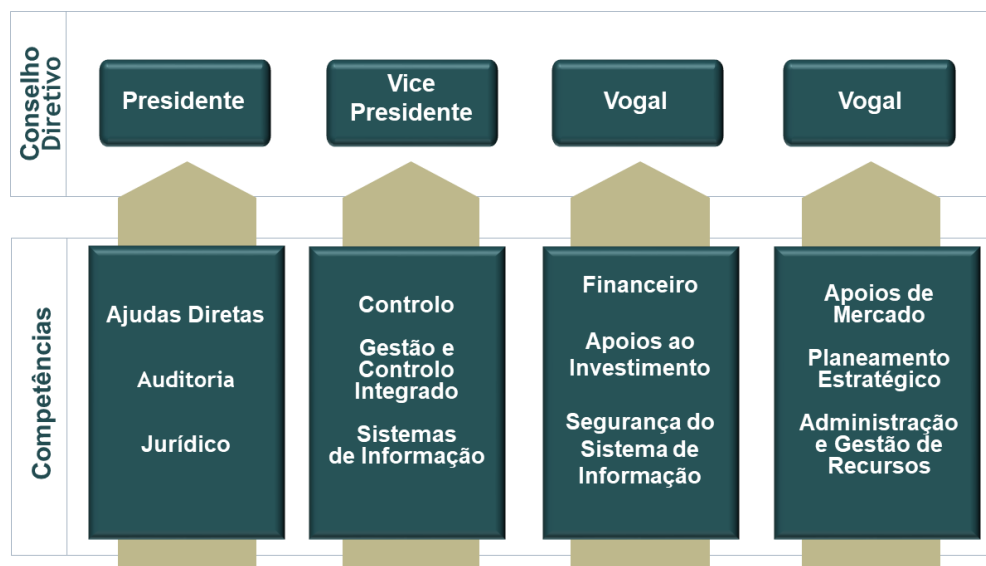 Conselho
Diretivo
Presidente
Vice
Presidente
Vogal
Vogal
Competências
Ajudas Diretas
Auditoria
Jurídico
Controlo
Gestão e
Controlo
Integrado
Sistemas
de Informação
Financeiro
Apoios ao
Investimento
Segurança do
Sistema de
Informação
Apoios de
Mercado
Planeamento
Estratégico
Administração
e Gestão de
Recursos